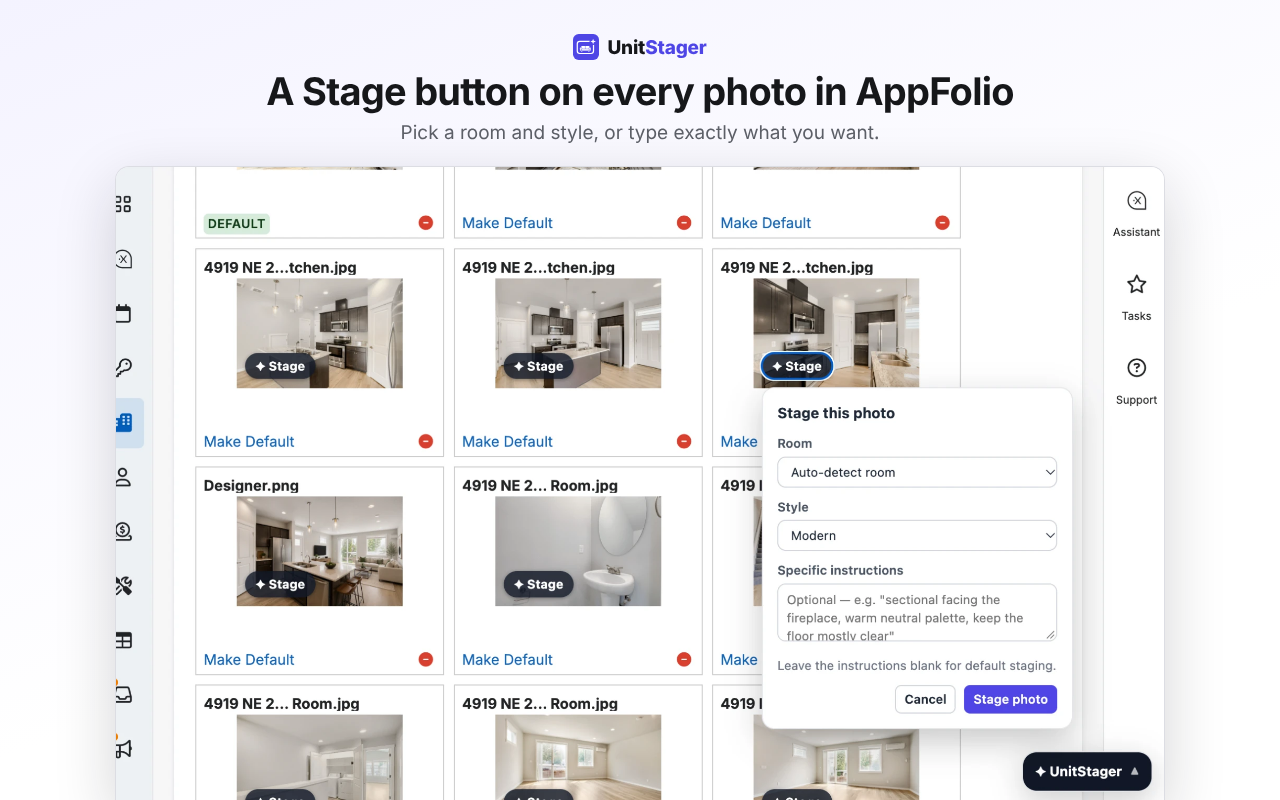 UnitStager
A Stage button on every photo in AppFolio
Pick a room and style, or type exactly what you want.
DEFAULT
Make Default
Make Default
Assistant
Tasks
Support
4919 NE 2...tchen.jpg
4919 NE 2...tchen.jpg
4919 NE 2...tchen.jpg
✦ Stage
✦ Stage
✦ Stage
Make Default
Make Default
Make
Stage this photo
Room
Auto-detect room
Style
Modern
Specific instructions
Optional — e.g. "sectional facing the
fireplace, warm neutral palette, keep the
floor mostly clear"
Leave the instructions blank for default staging.
Cancel
Stage photo
Designer.png
4919 NE 2... Room.jpg
4919
✦ Stage
✦ Stage
Make Default
Make Default
Make
4919 NE 2... Room.jpg
4919 NE 2... Room.jpg
4919
✦ UnitStager ▲